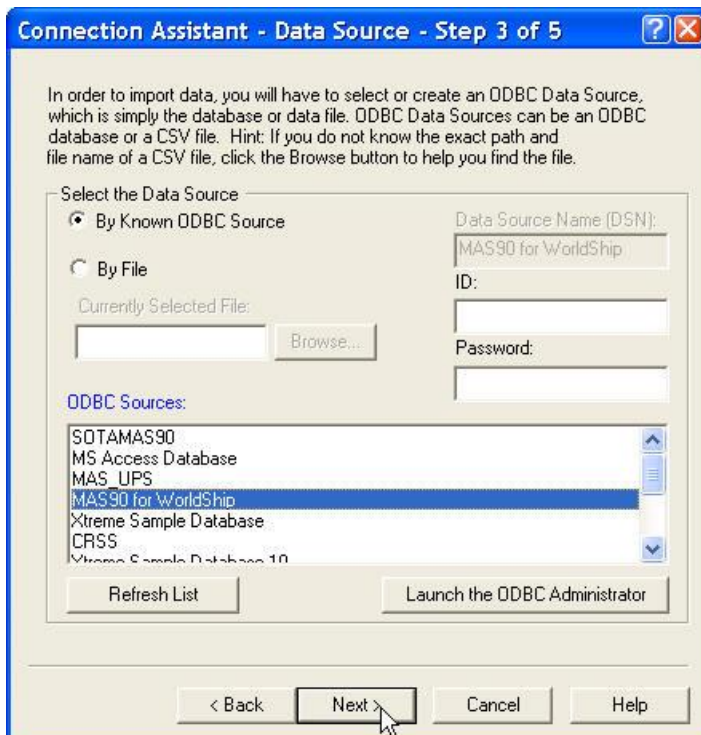 Connection Assistant - Data Source - Step 3 of 5
In order to import data, you will have to select or create an ODBC Data Source,
which is simply the database or data file. ODBC Data Sources can be an ODBC
database or a CSV file. Hint: If you do not know the exact path and
file name of a CSV file, click the Browse button to help you find the file.
Select the Data Source
By Known ODBC Source
By File
Currently Selected File:
Browse...
Data Source Name (DSN):
MAS90 for WorldShip
ID:
Password:
ODBC Sources:
SOTAMAS90
MS Access Database
MAS_UPS
MAS90 for WorldShip
Xtreme Sample Database
CRSS
Xtreme Sample Database 10
Refresh List
Launch the ODBC Administrator
< Back
Next >
Cancel
Help